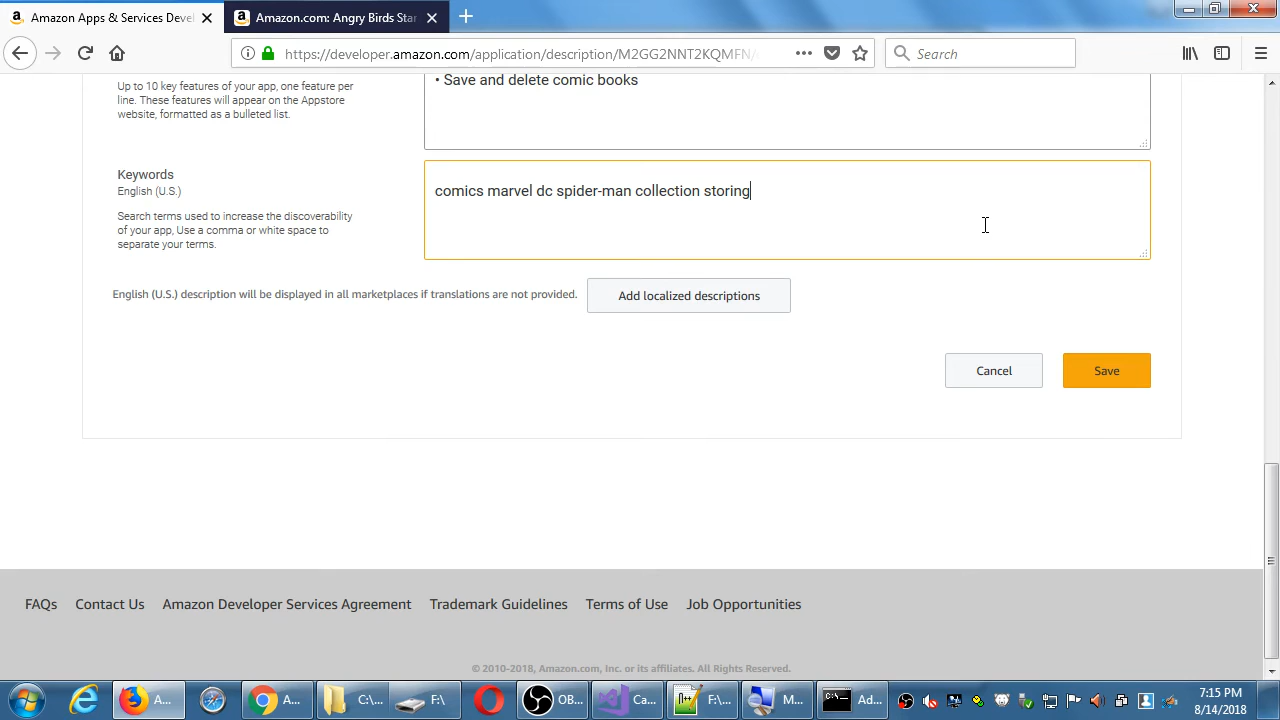 Amazon Apps & Services Devel
Amazon.com: Angry Birds Star
https://developer.amazon.com/application/description/M2GG2NNT2KQMFN/
Search
Up to 10 key features of your app, one feature per
line. These features will appear on the Appstore
website, formatted as a bulleted list.
• Save and delete comic books
Keywords
English (U.S.)
Search terms used to increase the discoverability
of your app, Use a comma or white space to
separate your terms.
comics marvel dc spider-man collection storing
English (U.S.) description will be displayed in all marketplaces if translations are not provided.
Add localized descriptions
Cancel
Save
FAQs
Contact Us
Amazon Developer Services Agreement
Trademark Guidelines
Terms of Use
Job Opportunities
© 2010-2018, Amazon.com, Inc. or its affiliates. All Rights Reserved.
A...
A...
C:\...
F:\
OB...
Ca...
F:\...
M...
Ad...
7:15 PM
8/14/2018